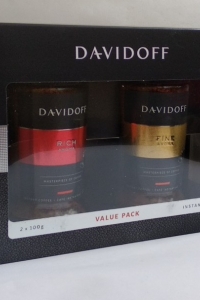 DAVIDOFF
DAVIDOFF
RICH
DAVIDOFF
FINE
2 x 100g
VALUE PACK
INSTAN